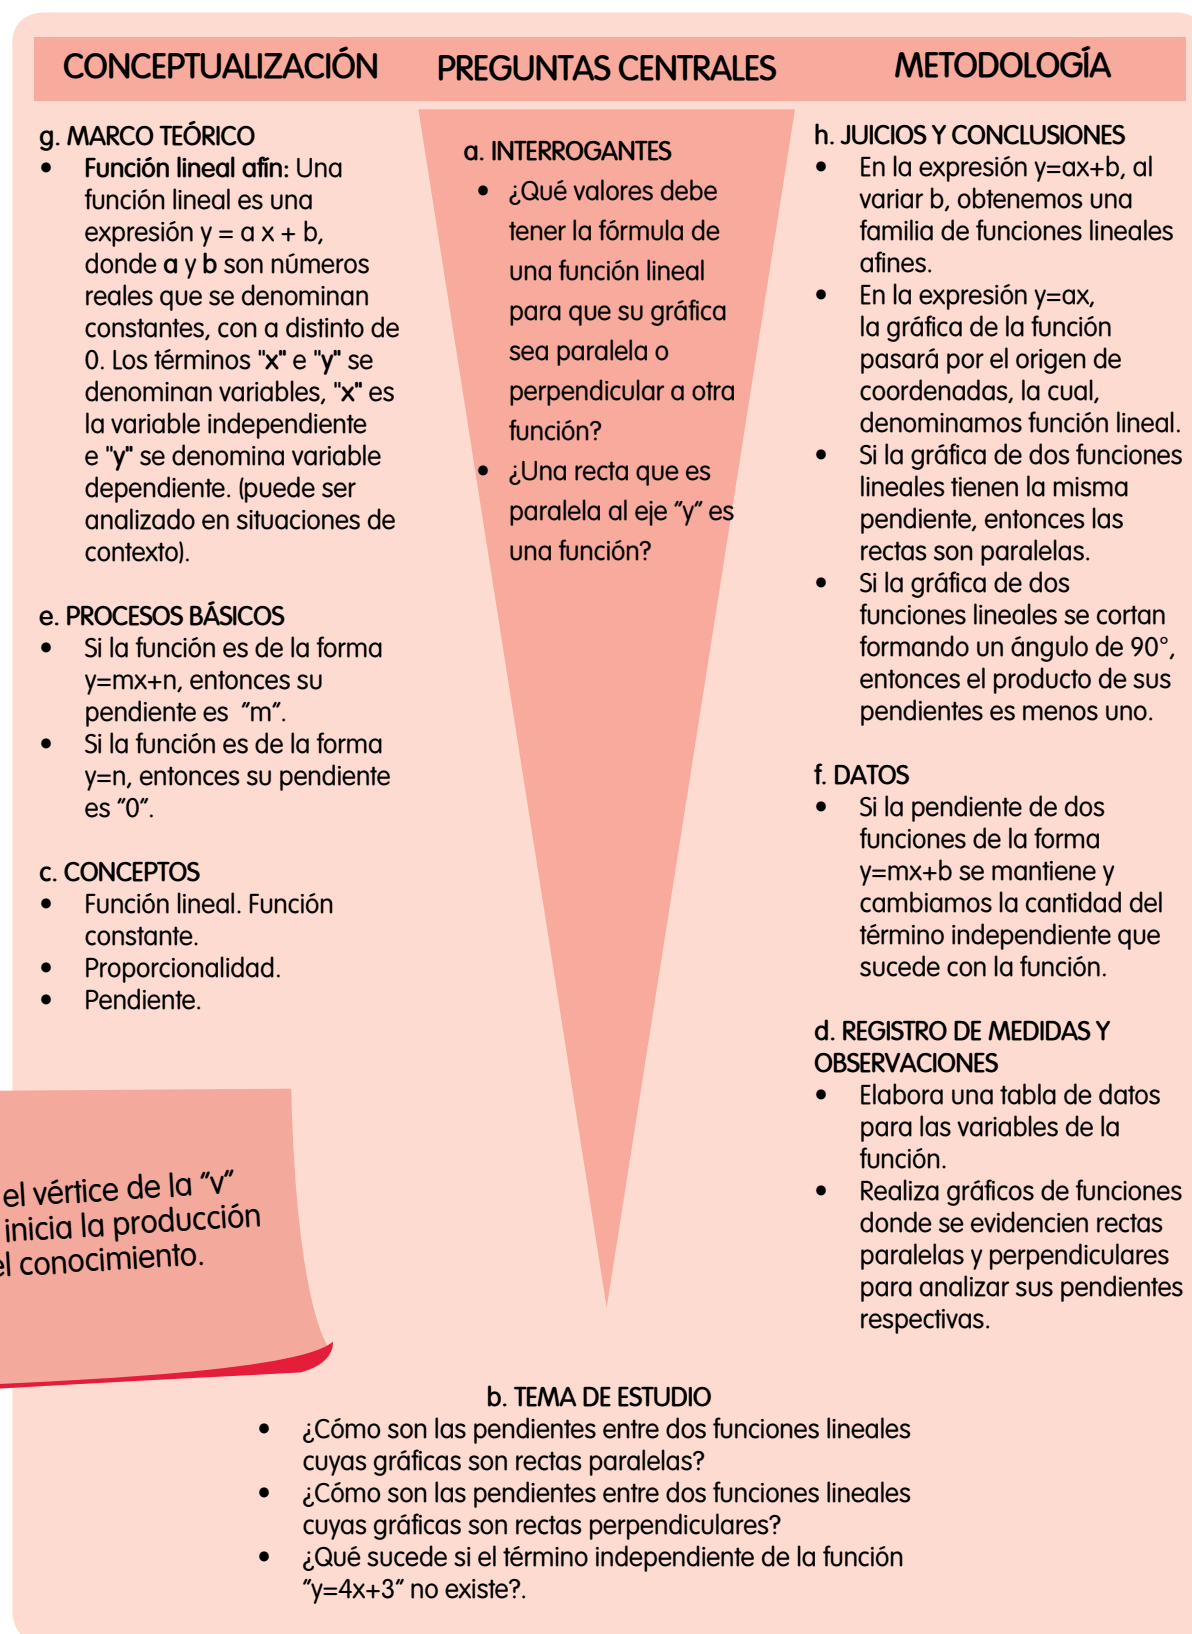 CONCEPTUALIZACIÓN
PREGUNTAS CENTRALES
METODOLOGÍA
g. MARCO TEÓRICO
• Función lineal afín: Una
función lineal es una
expresión y = a x + b,
donde a y b son números
reales que se denominan
constantes, con a distinto de
0. Los términos "x" e "y" se
denominan variables, "x" es
la variable independiente
e "y" se denomina variable
dependiente. (puede ser
analizado en situaciones de
contexto).
e. PROCESOS BÁSICOS
• Si la función es de la forma
y=mx+n, entonces su
pendiente es "m".
• Si la función es de la forma
y=n, entonces su pendiente
es "0".
c. CONCEPTOS
• Función lineal. Función
constante.
• Proporcionalidad.
• Pendiente.
el vértice de la "v"
inicia la producción
el conocimiento.
a. INTERROGANTES
• ¿Qué valores debe
tener la fórmula de
una función lineal
para que su gráfica
sea paralela o
perpendicular a otra
función?
• ¿Una recta que es
paralela al eje "y" es
una función?
h. JUICIOS Y CONCLUSIONES
• En la expresión y=ax+b, al
variar b, obtenemos una
familia de funciones lineales
afines.
• En la expresión y=ax,
la gráfica de la función
pasará por el origen de
coordenadas, la cual,
denominamos función lineal.
• Si la gráfica de dos funciones
lineales tienen la misma
pendiente, entonces las
rectas son paralelas.
• Si la gráfica de dos
funciones lineales se cortan
formando un ángulo de 90°,
entonces el producto de sus
pendientes es menos uno.
f. DATOS
• Si la pendiente de dos
funciones de la forma
y=mx+b se mantiene y
cambiamos la cantidad del
término independiente que
sucede con la función.
d. REGISTRO DE MEDIDAS Y
OBSERVACIONES
• Elabora una tabla de datos
para las variables de la
función.
• Realiza gráficos de funciones
donde se evidencien rectas
paralelas y perpendiculares
para analizar sus pendientes
respectivas.
b. TEMA DE ESTUDIO
• ¿Cómo son las pendientes entre dos funciones lineales
cuyas gráficas son rectas paralelas?
• ¿Cómo son las pendientes entre dos funciones lineales
cuyas gráficas son rectas perpendiculares?
• ¿Qué sucede si el término independiente de la función
"y=4x+3" no existe?.